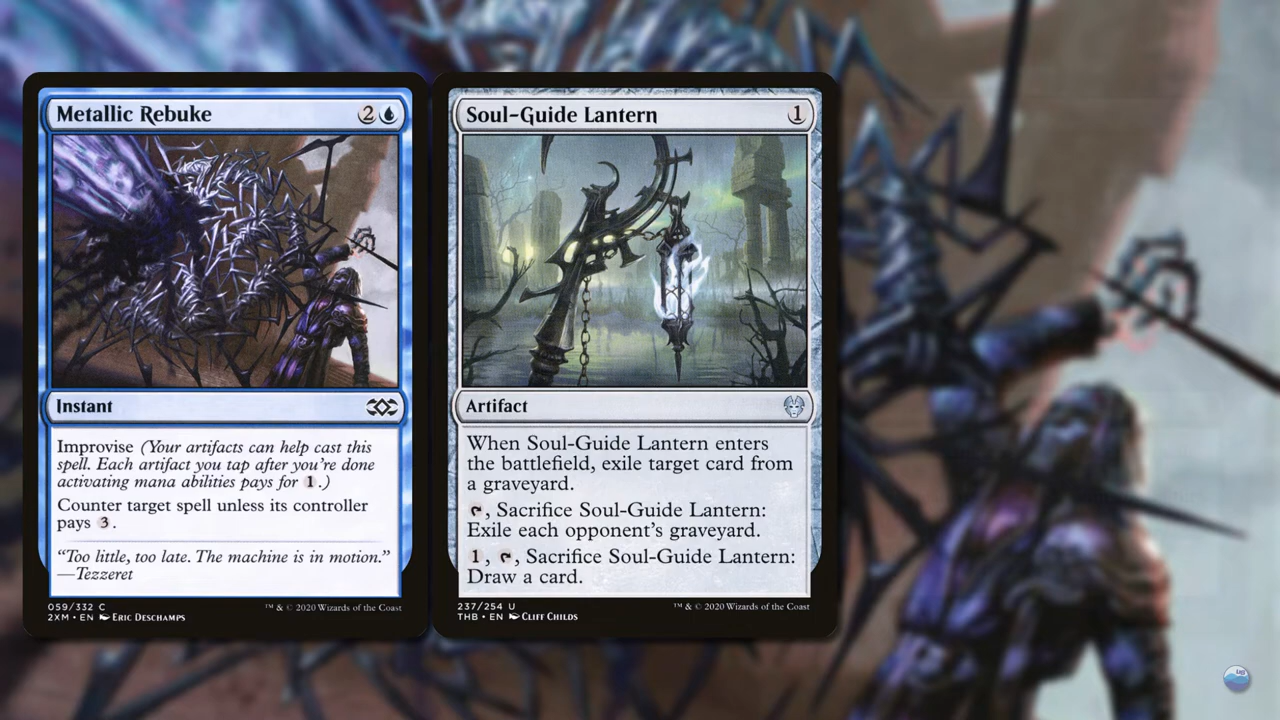 Metallic Rebuke 2
Instant
Improvise (Your artifacts can help cast this
spell. Each artifact you tap after you're done
activating mana abilities pays for 1.)
Counter target spell unless its controller
pays 3.
“Too little, too late. The machine is in motion.”
—Tezzeret
059/332 C
2XM • EN Eric Deschamps
™ & © 2020 Wizards of the Coast
Soul-Guide Lantern 1
Artifact
When Soul-Guide Lantern enters
the battlefield, exile target card from
a graveyard.
, Sacrifice Soul-Guide Lantern:
Exile each opponent's graveyard.
1, , Sacrifice Soul-Guide Lantern:
Draw a card.
237/254 U
THB • EN Cliff Childs
™ & © 2020 Wizards of the Coast